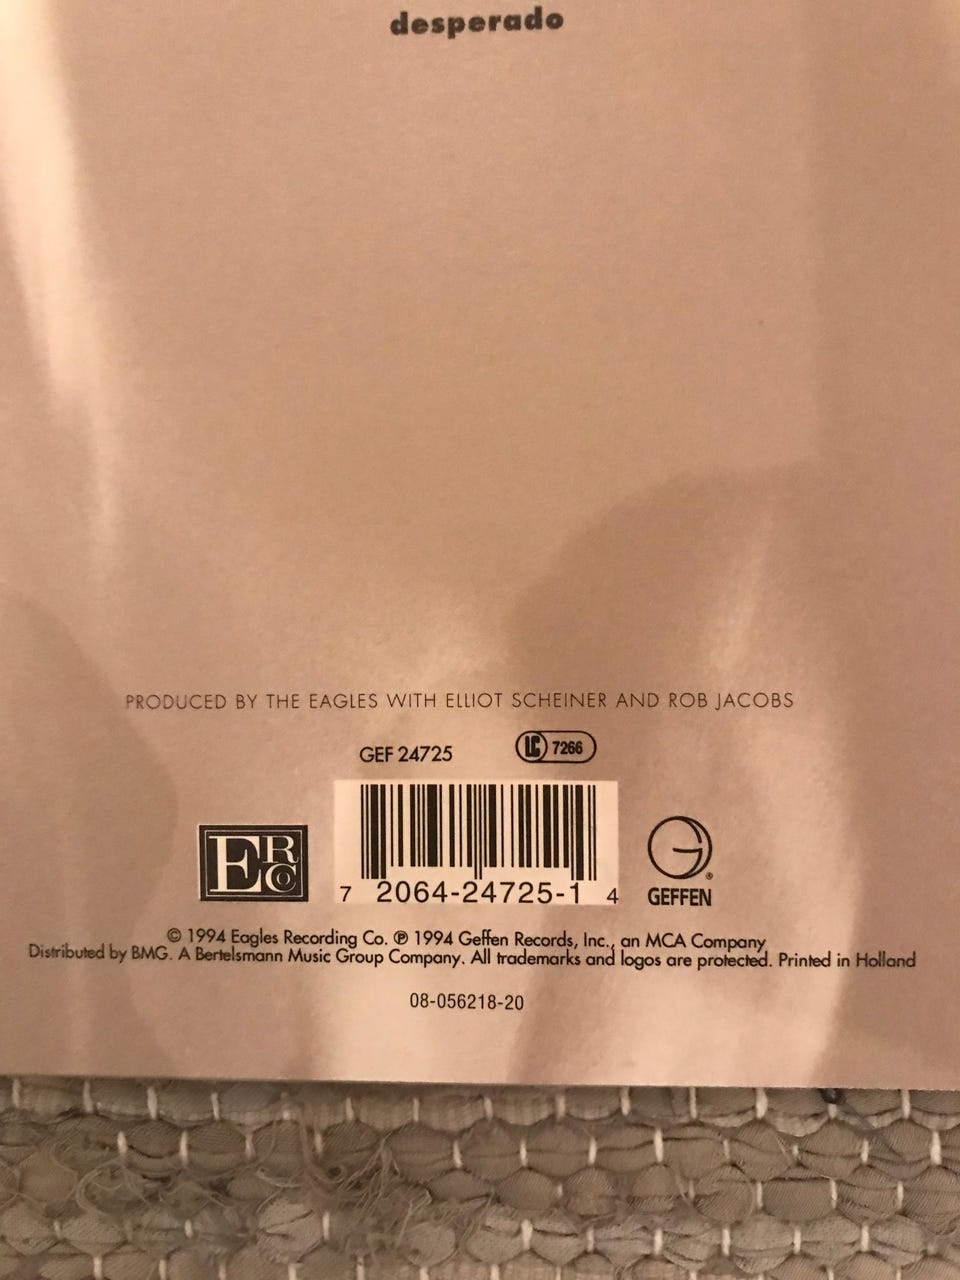 desperado
PRODUCED BY THE EAGLES WITH ELLIOT SCHEINER AND ROB JACOBS
GEF 24725
LC 7266
ERCO
7 2064-24725-1 4
GEFFEN
®
© 1994 Eagles Recording Co. ℗ 1994 Geffen Records, Inc., an MCA Company
Distributed by BMG. A Bertelsmann Music Group Company. All trademarks and logos are protected. Printed in Holland
08-056218-20